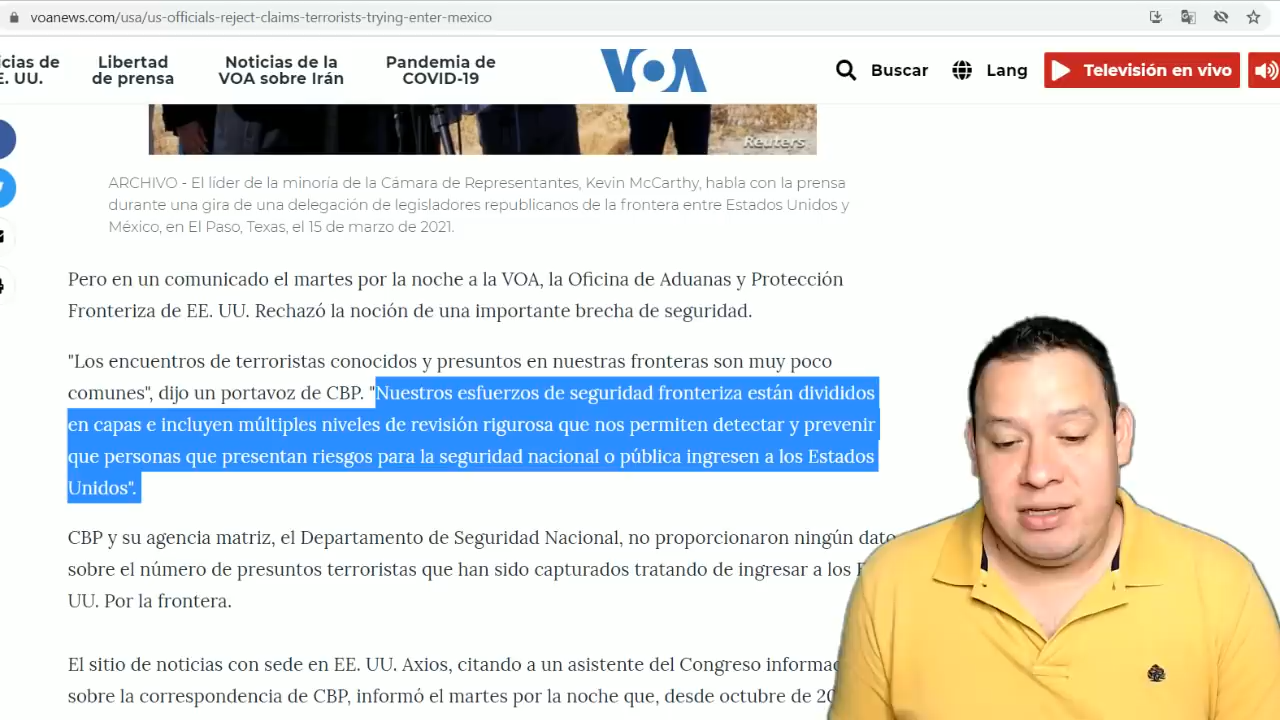 voanews.com/usa/us-officials-reject-claims-terrorists-trying-enter-mexico
Libertad
de prensa
Noticias de la
VOA sobre Irán
Pandemia de
COVID-19
VOA
Buscar
Lang
Televisión en vivo
Reuters
ARCHIVO - El líder de la minoría de la Cámara de Representantes, Kevin McCarthy, habla con la prensa
durante una gira de una delegación de legisladores republicanos de la frontera entre Estados Unidos y
México, en El Paso, Texas, el 15 de marzo de 2021.
Pero en un comunicado el martes por la noche a la VOA, la Oficina de Aduanas y Protección
Fronteriza de EE. UU. Rechazó la noción de una importante brecha de seguridad.
"Los encuentros de terroristas conocidos y presuntos en nuestras fronteras son muy poco
comunes", dijo un portavoz de CBP. "Nuestros esfuerzos de seguridad fronteriza están divididos
en capas e incluyen múltiples niveles de revisión rigurosa que nos permiten detectar y prevenir
que personas que presentan riesgos para la seguridad nacional o pública ingresen a los Estados
Unidos".
CBP y su agencia matriz, el Departamento de Seguridad Nacional, no proporcionaron ningún dato
sobre el número de presuntos terroristas que han sido capturados tratando de ingresar a los
UU. Por la frontera.
El sitio de noticias con sede en EE. UU. Axios, citando a un asistente del Congreso
sobre la correspondencia de CBP, informó el martes por la noche que, desde octubre de